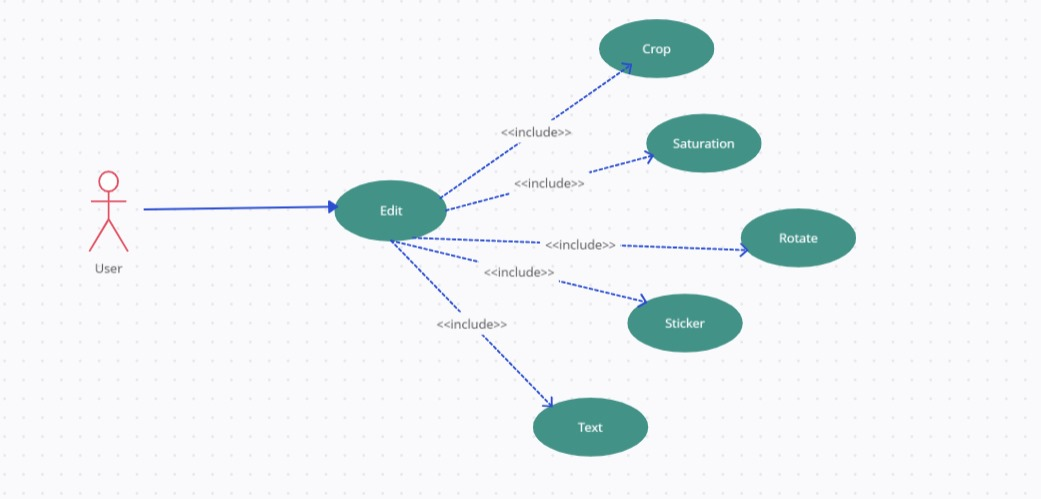 Crop
<<include>>
Saturation
<<include>>
Edit
Rotate
<<include>>
User
<<include>>
Sticker
<<include>>
Text